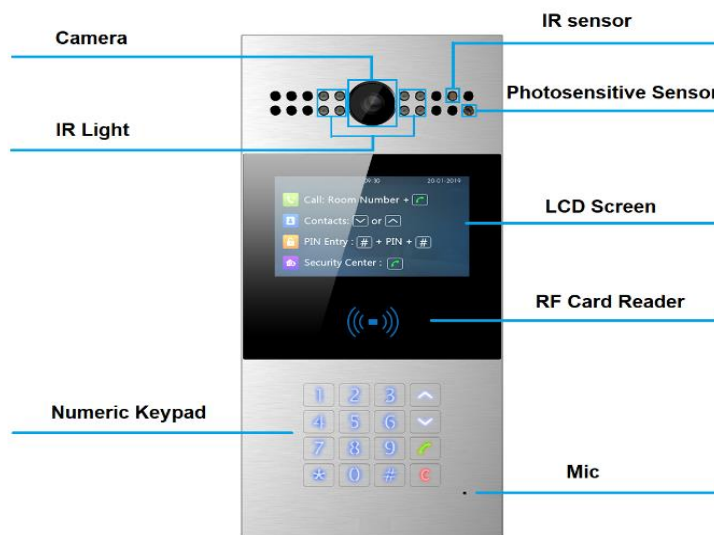 IR sensor
Camera
Photosensitive Sensor
IR Light
09:30 20-01-2019
Call: Room Number +
Contacts: or
PIN Entry : # + PIN + #
Security Center :
LCD Screen
RF Card Reader
1 2 3
4 5 6
7 8 9
* 0 # C
Numeric Keypad
Mic